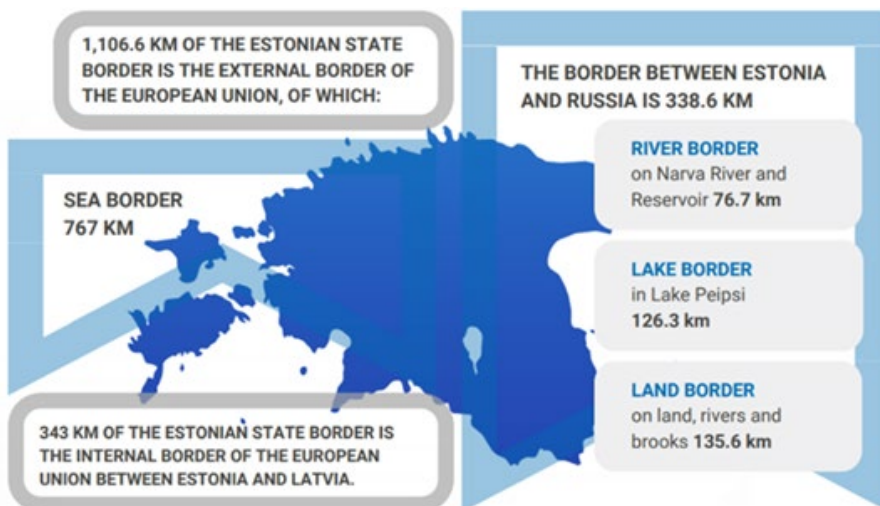 1,106.6 KM OF THE ESTONIAN STATE
BORDER IS THE EXTERNAL BORDER OF
THE EUROPEAN UNION, OF WHICH:
SEA BORDER
767 KM
343 KM OF THE ESTONIAN STATE BORDER IS
THE INTERNAL BORDER OF THE EUROPEAN
UNION BETWEEN ESTONIA AND LATVIA.
THE BORDER BETWEEN ESTONIA
AND RUSSIA IS 338.6 KM
RIVER BORDER
on Narva River and
Reservoir 76.7 km
LAKE BORDER
in Lake Peipsi
126.3 km
LAND BORDER
on land, rivers and
brooks 135.6 km